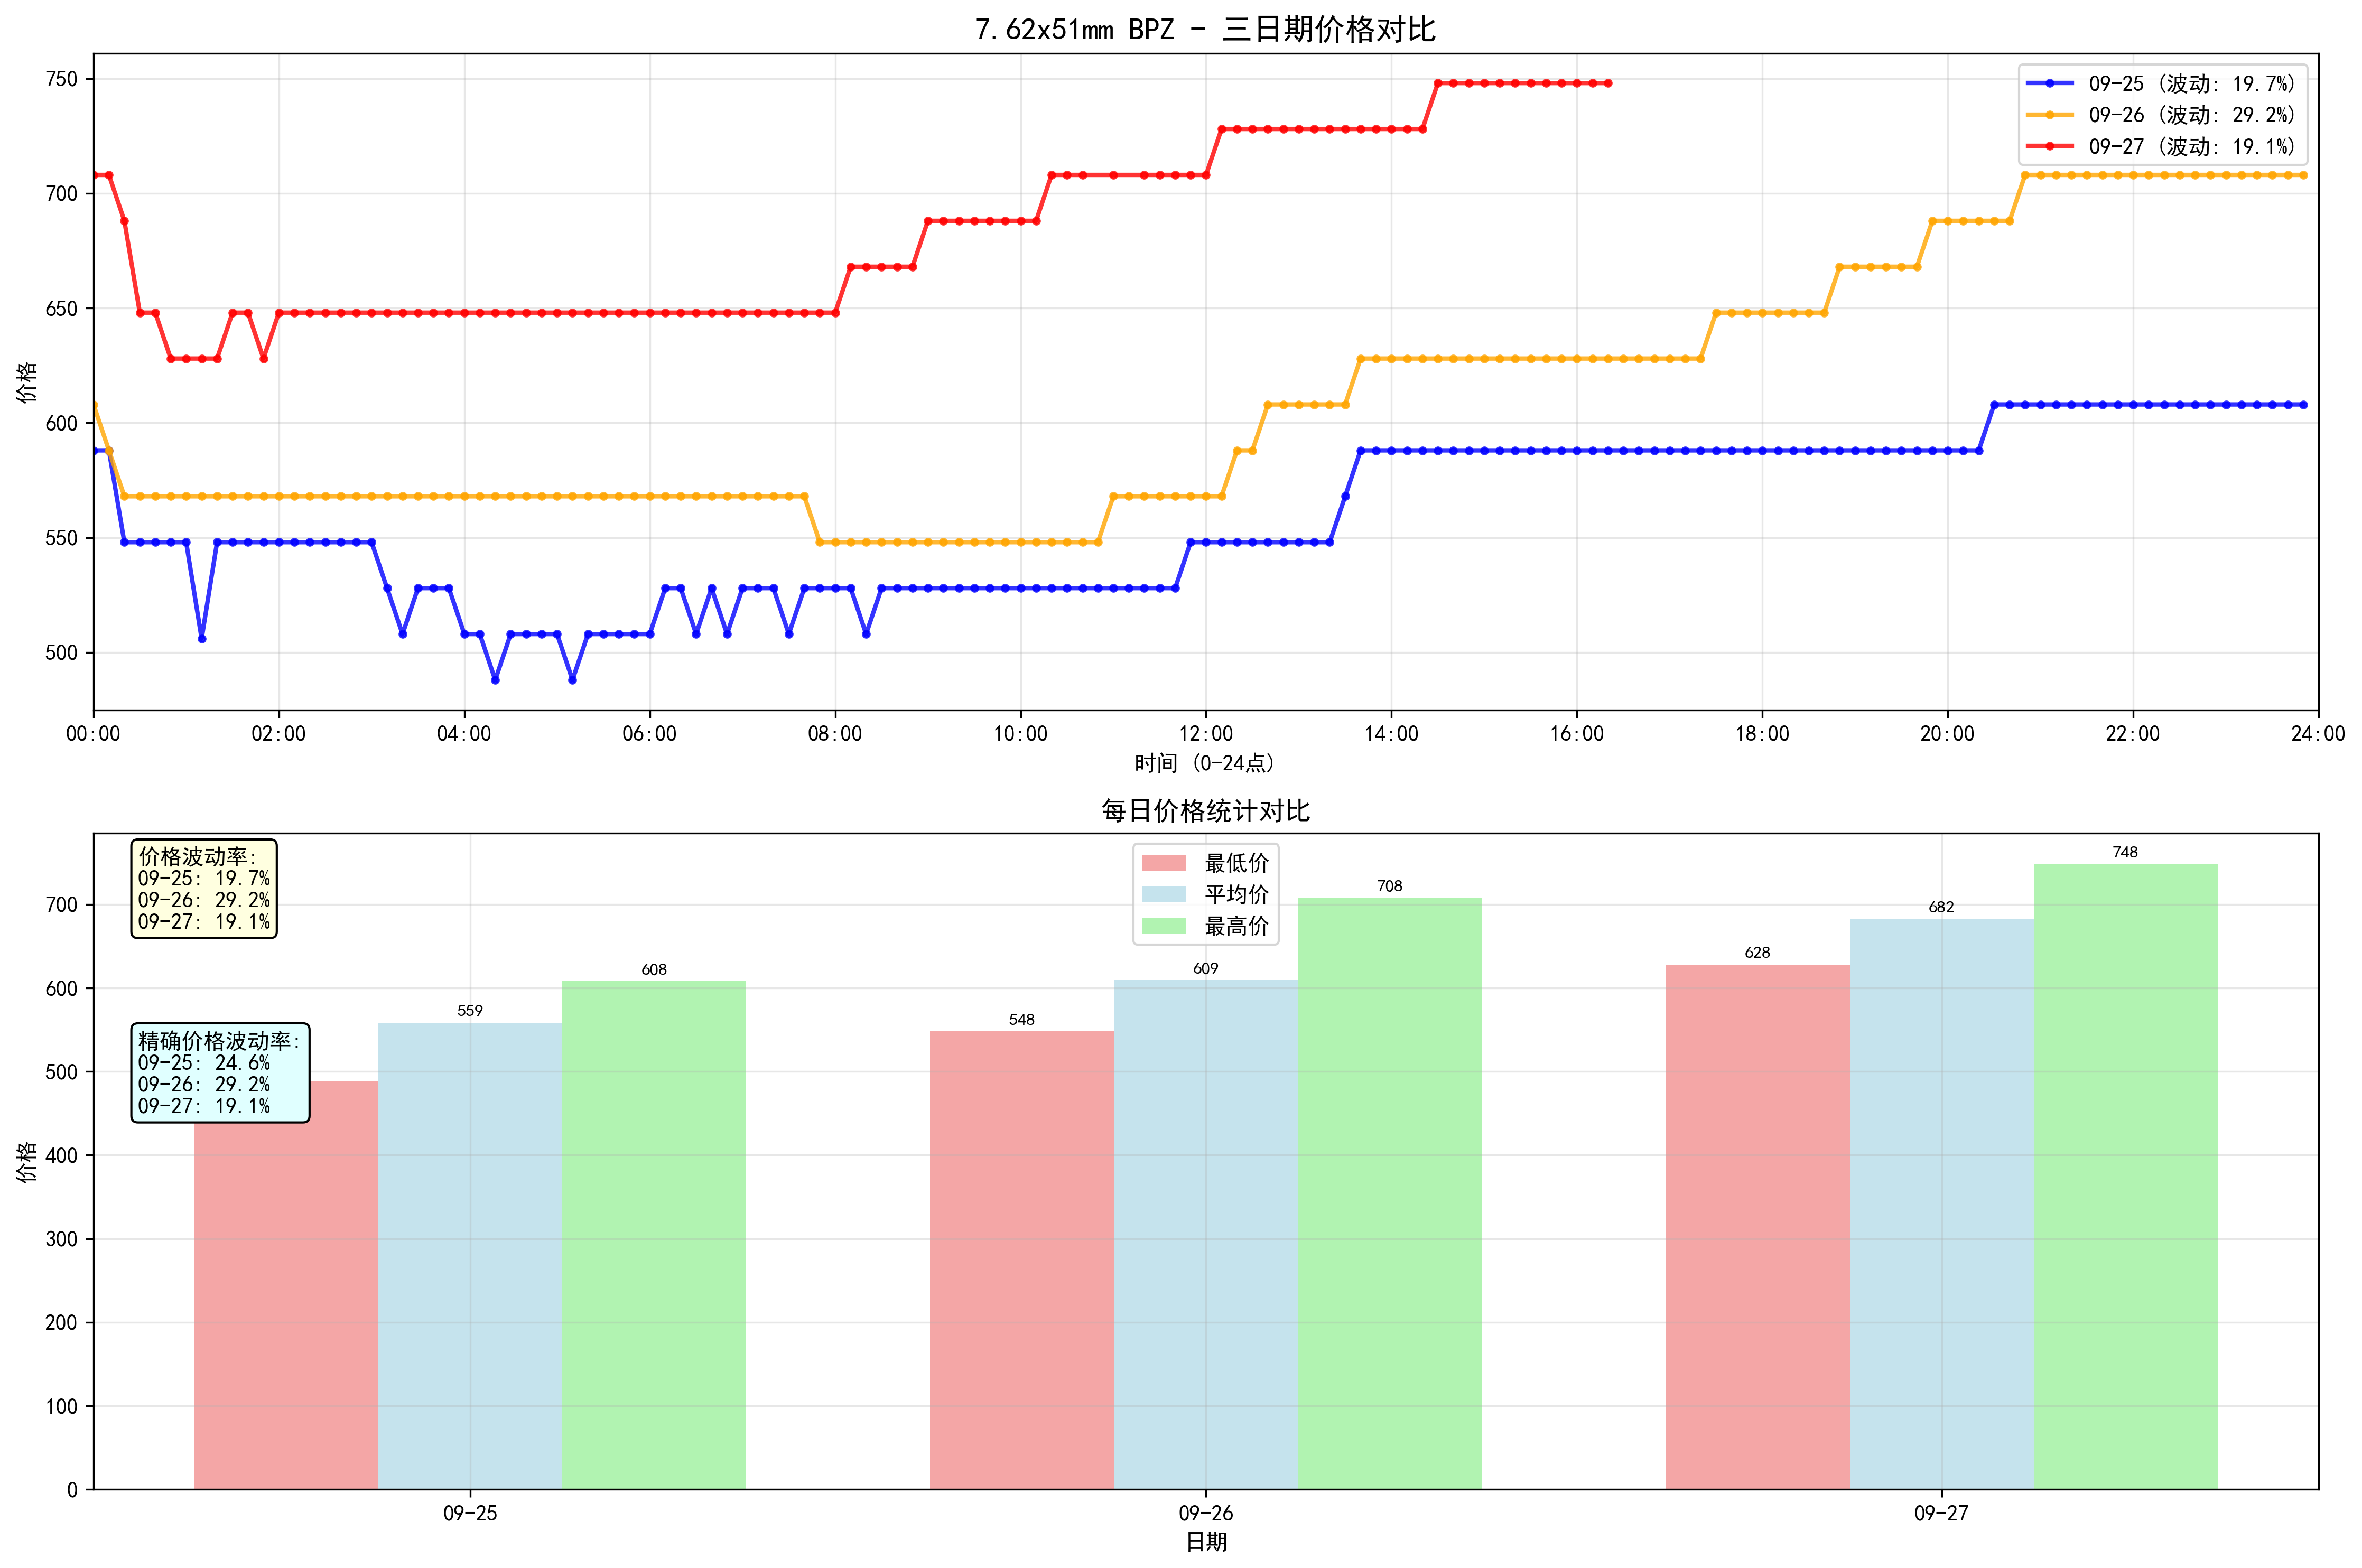 7.62x51mm BPZ - 三日期价格对比
750
700
650
600
550
500
价格
09-25 (波动: 19.7%)
09-26 (波动: 29.2%)
09-27 (波动: 19.1%)
00:00 02:00 04:00 06:00 08:00 10:00 12:00 14:00 16:00 18:00 20:00 22:00 24:00
时间 (0-24点)
每日价格统计对比
700
600
500
400
300
200
100
0
价格
价格波动率:
09-25: 19.7%
09-26: 29.2%
09-27: 19.1%
精确价格波动率:
09-25: 24.6%
09-26: 29.2%
09-27: 19.1%
最低价
平均价
最高价
559
608
548
609
708
628
682
748
09-25 09-26 09-27
日期